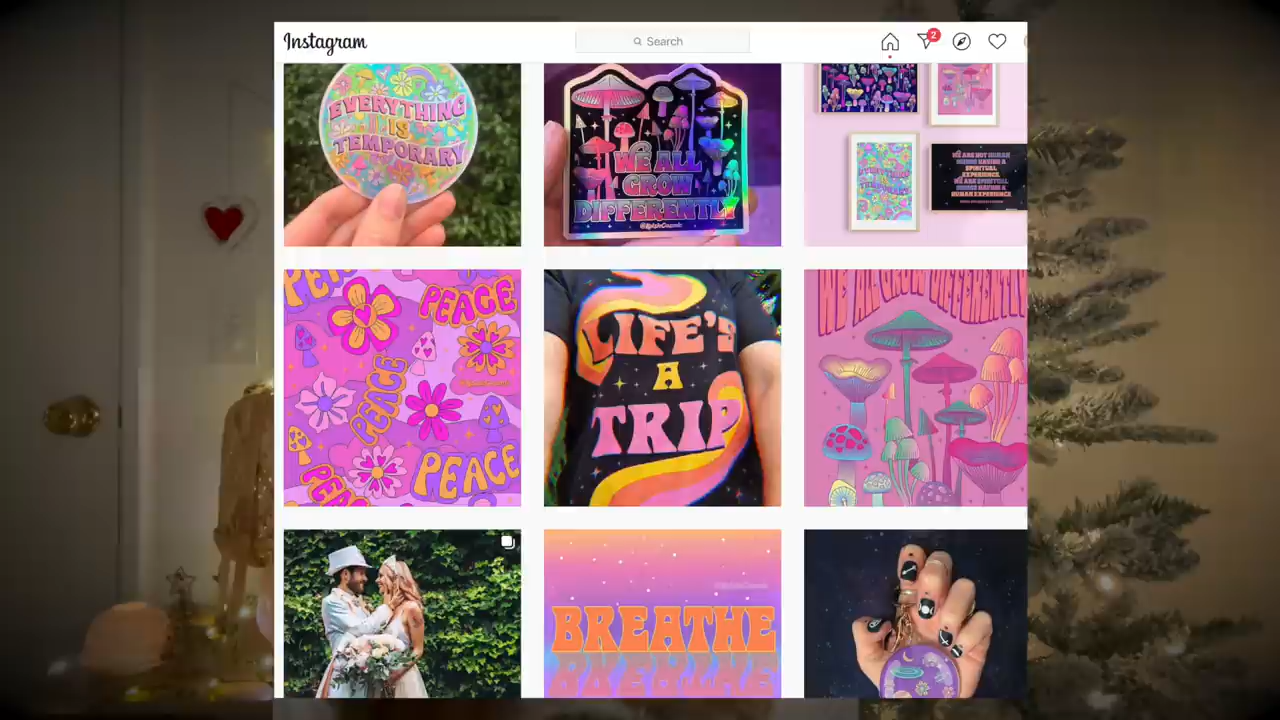 Instagram
Search
2
EVERYTHING
IS
TEMPORARY
WE ALL
GROW
DIFFERENTLY
WE ARE NOT HUMAN
BEINGS HAVING A
SPIRITUAL
EXPERIENCE.
WE ARE SPIRITUAL
BEINGS HAVING A
HUMAN EXPERIENCE
PEACE
PEACE
PEACE
PEACE
LIFE'S
A
TRIP
WE ALL GROW DIFFERENTLY
BREATHE
BREATHE